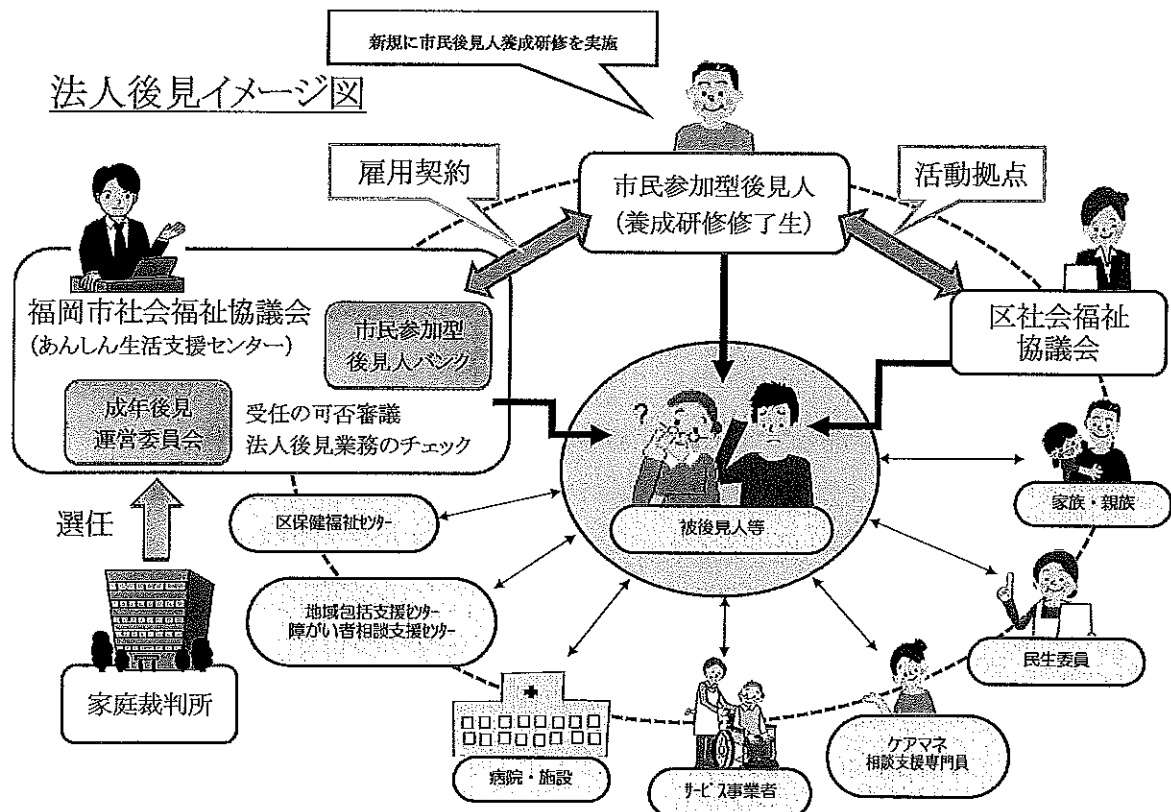 新規に市民後見人養成研修を実施
法人後見イメージ図
雇用契約
市民参加型後見人
(養成研修修了生)
活動拠点
福岡市社会福祉協議会
(あんしん生活支援センター)
市民参加型
後見人バンク
成年後見
運営委員会
受任の可否審議
法人後見業務のチェック
区社会福祉
協議会
?
被後見人等
家族・親族
選任
区保健福祉センター
地域包括支援センター
障がい者相談支援センター
民生委員
家庭裁判所
病院・施設
サービス事業者
ケアマネ
相談支援専門員